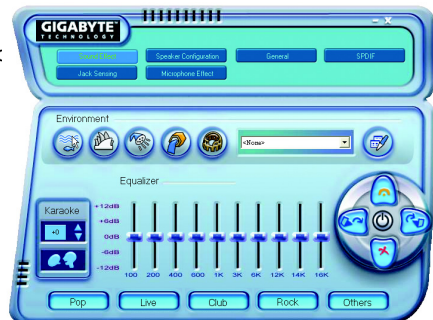 GIGABYTE™
TECHNOLOGY
Sound Effect
Speaker Configuration
General
SPDIF
Jack Sensing
Microphone Effect
Environment
<None>
Equalizer
Karaoke
+0
+12dB
+6dB
0dB
-6dB
-12dB
100 200 400 600 1K 3K 6K 12K 14K 16K
Pop
Live
Club
Rock
Others